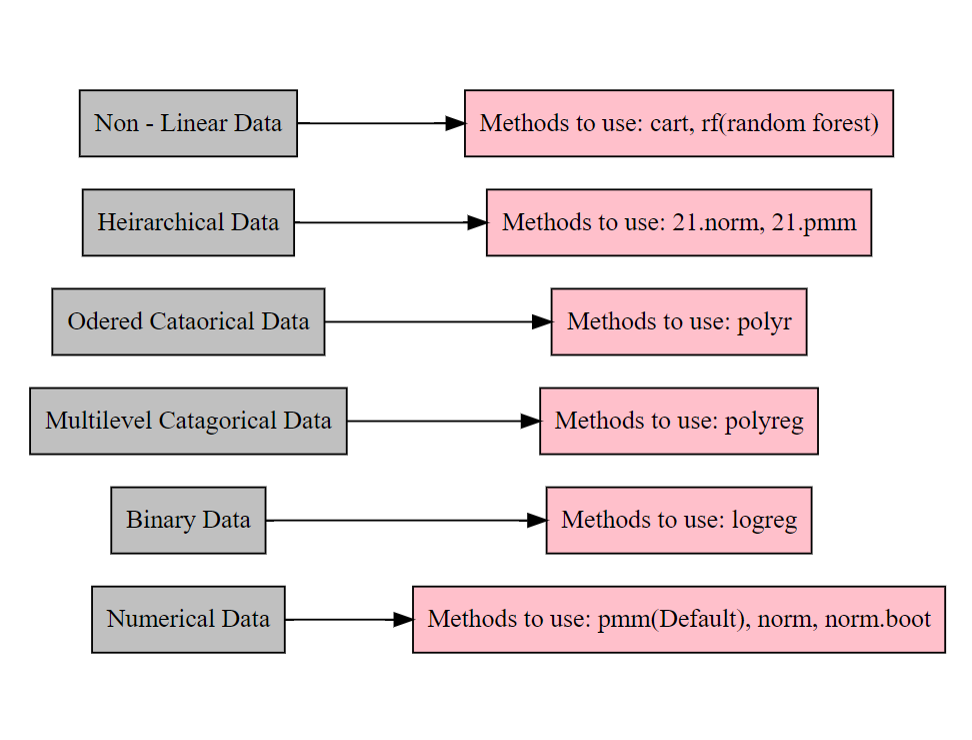 Non - Linear Data
Methods to use: cart, rf(random forest)
Heirarchical Data
Methods to use: 21.norm, 21.pmm
Odered Cataorical Data
Methods to use: polyr
Multilevel Catagorical Data
Methods to use: polyreg
Binary Data
Methods to use: logreg
Numerical Data
Methods to use: pmm(Default), norm, norm.boot